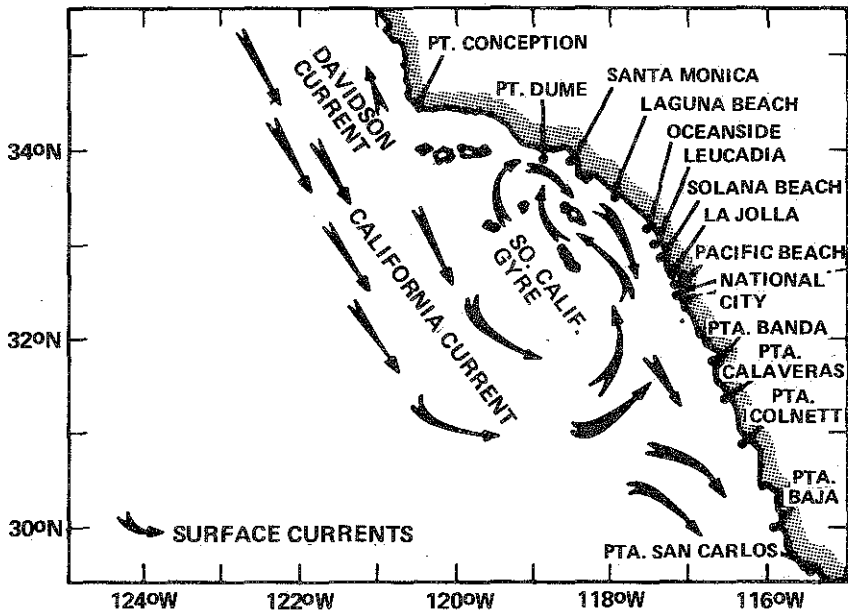 PT. CONCEPTION
DAVIDSON
CURRENT
PT. DUME
SANTA MONICA
LAGUNA BEACH
OCEANSIDE
LEUCADIA
SOLANA BEACH
LA JOLLA
PACIFIC BEACH
NATIONAL
CITY
PTA. BANDA
PTA.
CALAVERAS
PTA.
COLNETT
PTA.
BAJA
PTA. SAN CARLOS
CALIFORNIA CURRENT
SO. CALIF.
GYRE
SURFACE CURRENTS
34ºN
32ºN
30ºN
124ºW
122ºW
120ºW
118ºW
116ºW